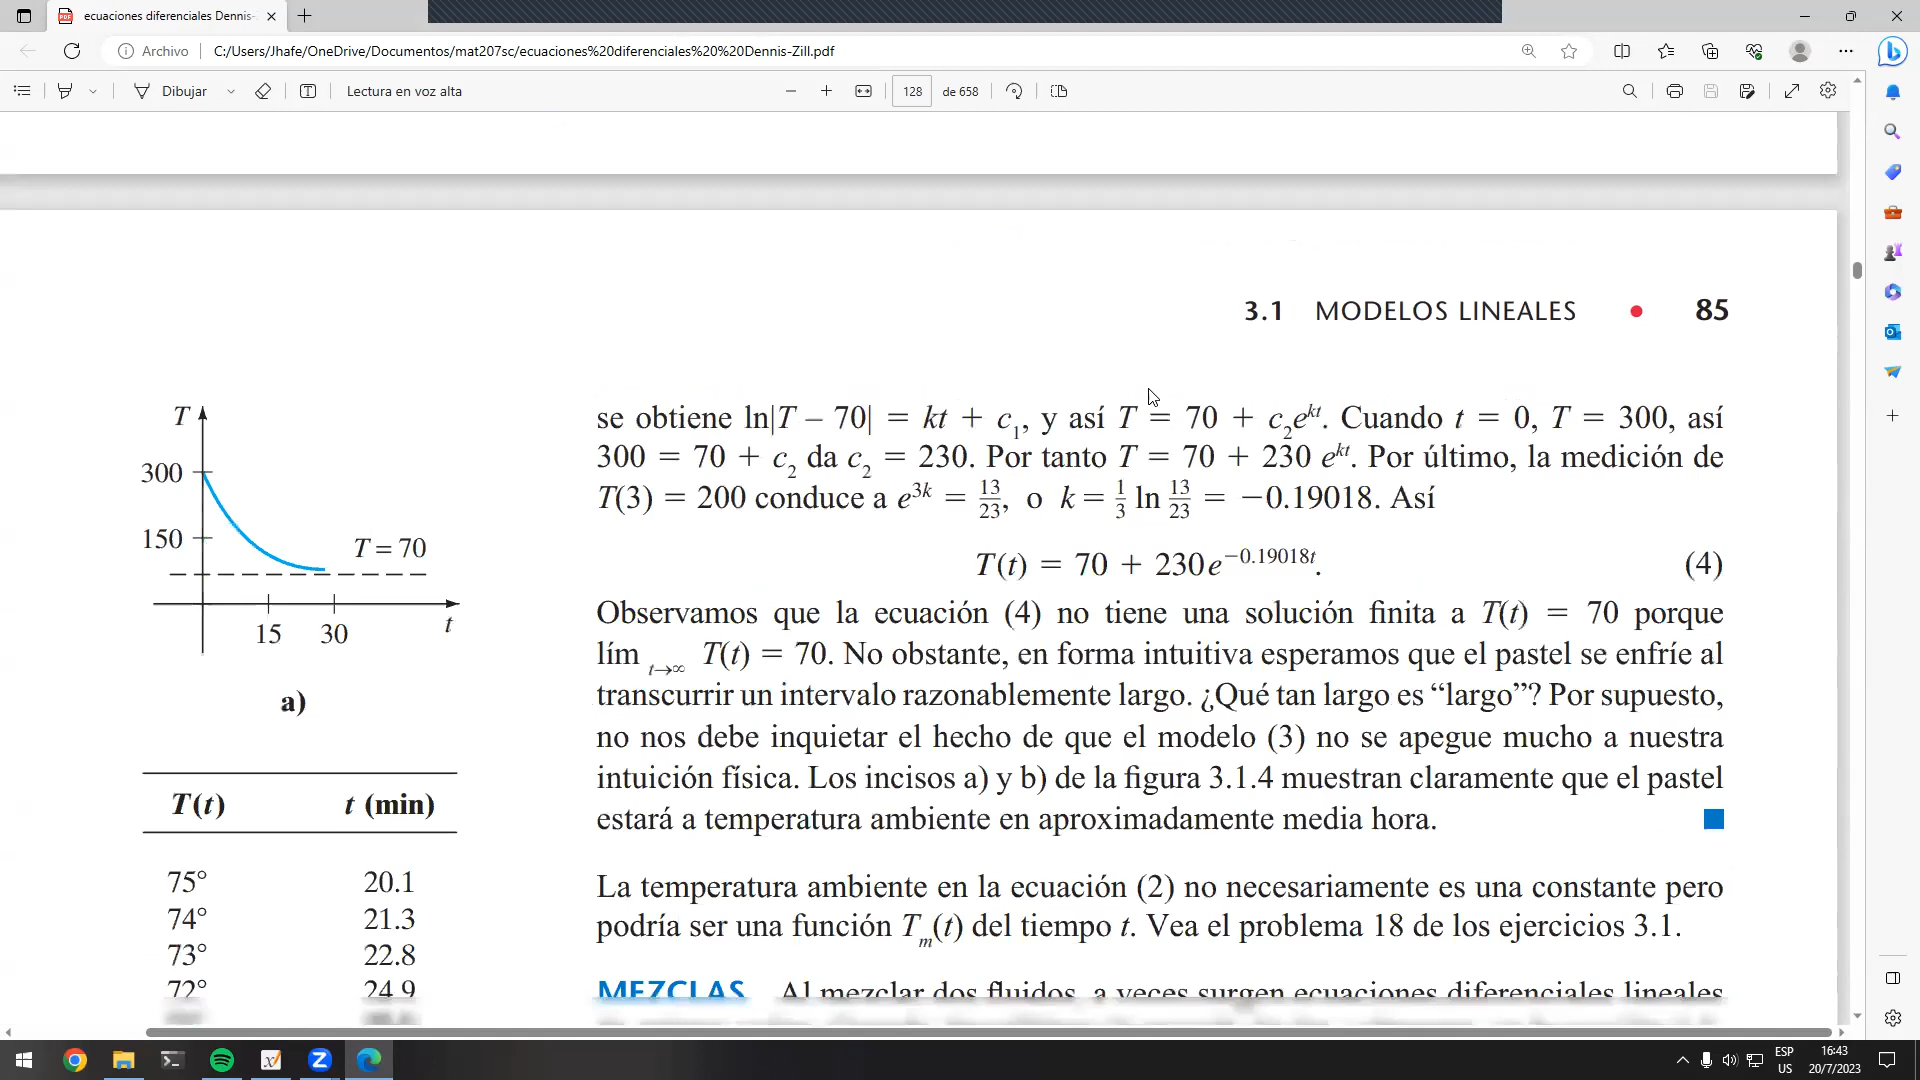 ecuaciones diferenciales Dennis-
Archivo
C:/Users/Jhafe/OneDrive/Documentos/mat207sc/ecuaciones%20diferenciales%20%20Dennis-Zill.pdf
Dibujar
Lectura en voz alta
128
de 658
3.1 MODELOS LINEALES • 85
se obtiene ln|T – 70| = kt + c₁, y así T = 70 + c₂e^{kt}. Cuando t = 0, T = 300, así
300 = 70 + c₂ da c₂ = 230. Por tanto T = 70 + 230 e^{kt}. Por último, la medición de
T(3) = 200 conduce a e^{3k} = 13/23, o k = 1/3 ln 13/23 = −0.19018. Así
T(t) = 70 + 230e^{−0.19018t}. (4)
Observamos que la ecuación (4) no tiene una solución finita a T(t) = 70 porque
lím t→∞ T(t) = 70. No obstante, en forma intuitiva esperamos que el pastel se enfríe al
transcurrir un intervalo razonablemente largo. ¿Qué tan largo es “largo”? Por supuesto,
no nos debe inquietar el hecho de que el modelo (3) no se apegue mucho a nuestra
intuición física. Los incisos a) y b) de la figura 3.1.4 muestran claramente que el pastel
estará a temperatura ambiente en aproximadamente media hora.
La temperatura ambiente en la ecuación (2) no necesariamente es una constante pero
podría ser una función Tₘ(t) del tiempo t. Vea el problema 18 de los ejercicios 3.1.
MEZCLAS Al mezclar dos fluidos, a veces surgen ecuaciones diferenciales lineales
T
300
150
T = 70
15
30
t
a)
T(t) t (min)
75° 20.1
74° 21.3
73° 22.8
72° 24.9
ESP
US
16:43
20/7/2023